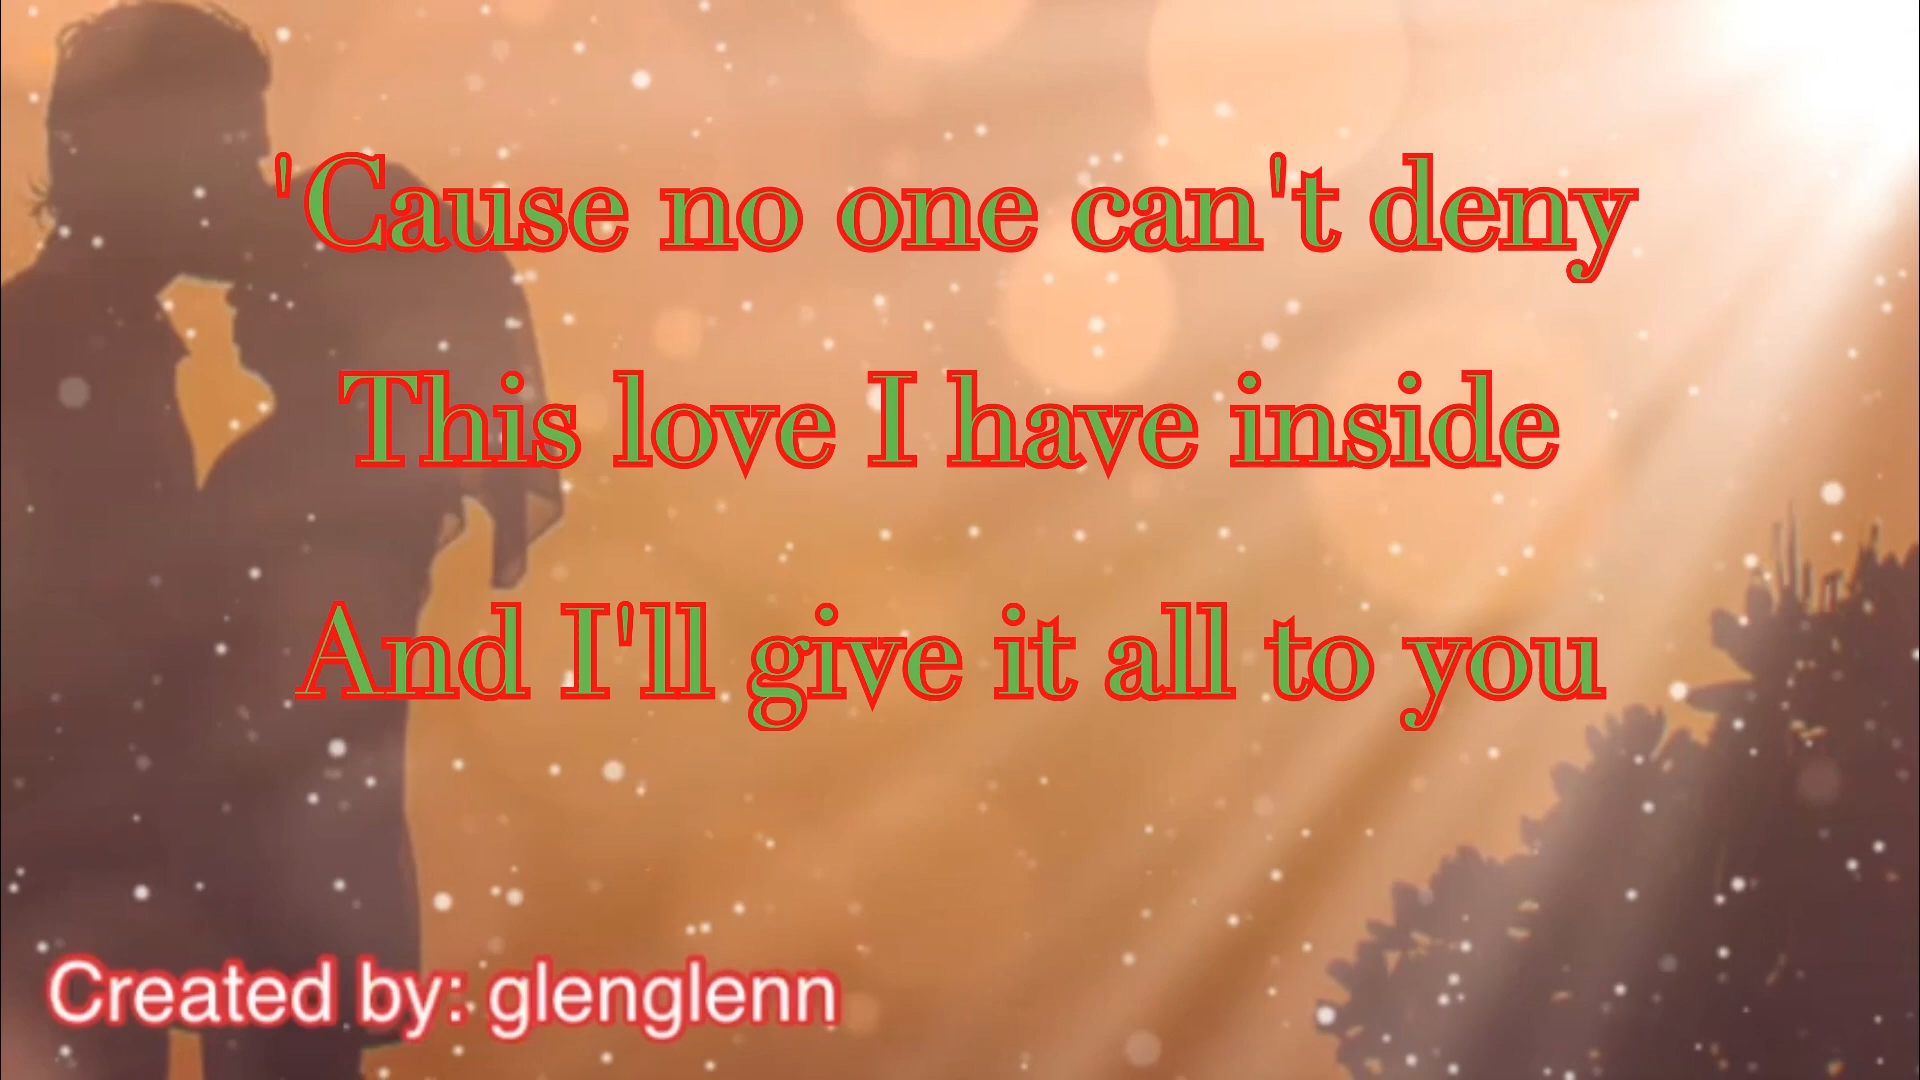 'Cause no one can't deny
This love I have inside
And I'll give it all to you
Created by: glenglenn